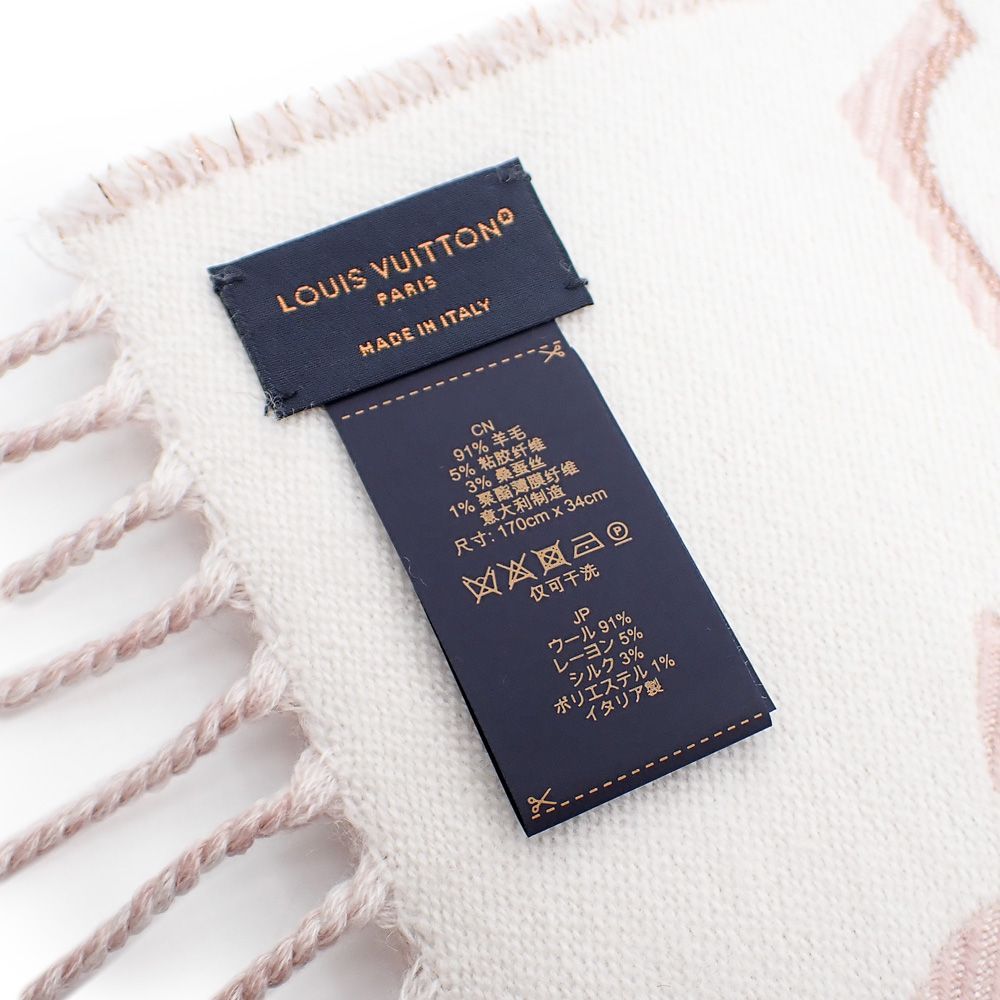 LOUIS VUITTON®
PARIS
MADE IN ITALY
CN
91% 羊毛
5% 粘胶纤维
3% 桑蚕丝
1% 聚酯薄膜纤维
意大利制造
尺寸: 170cm x 34cm
P
仅可干洗
JP
ウール 91%
レーヨン 5%
シルク 3%
ポリエステル 1%
イタリア製